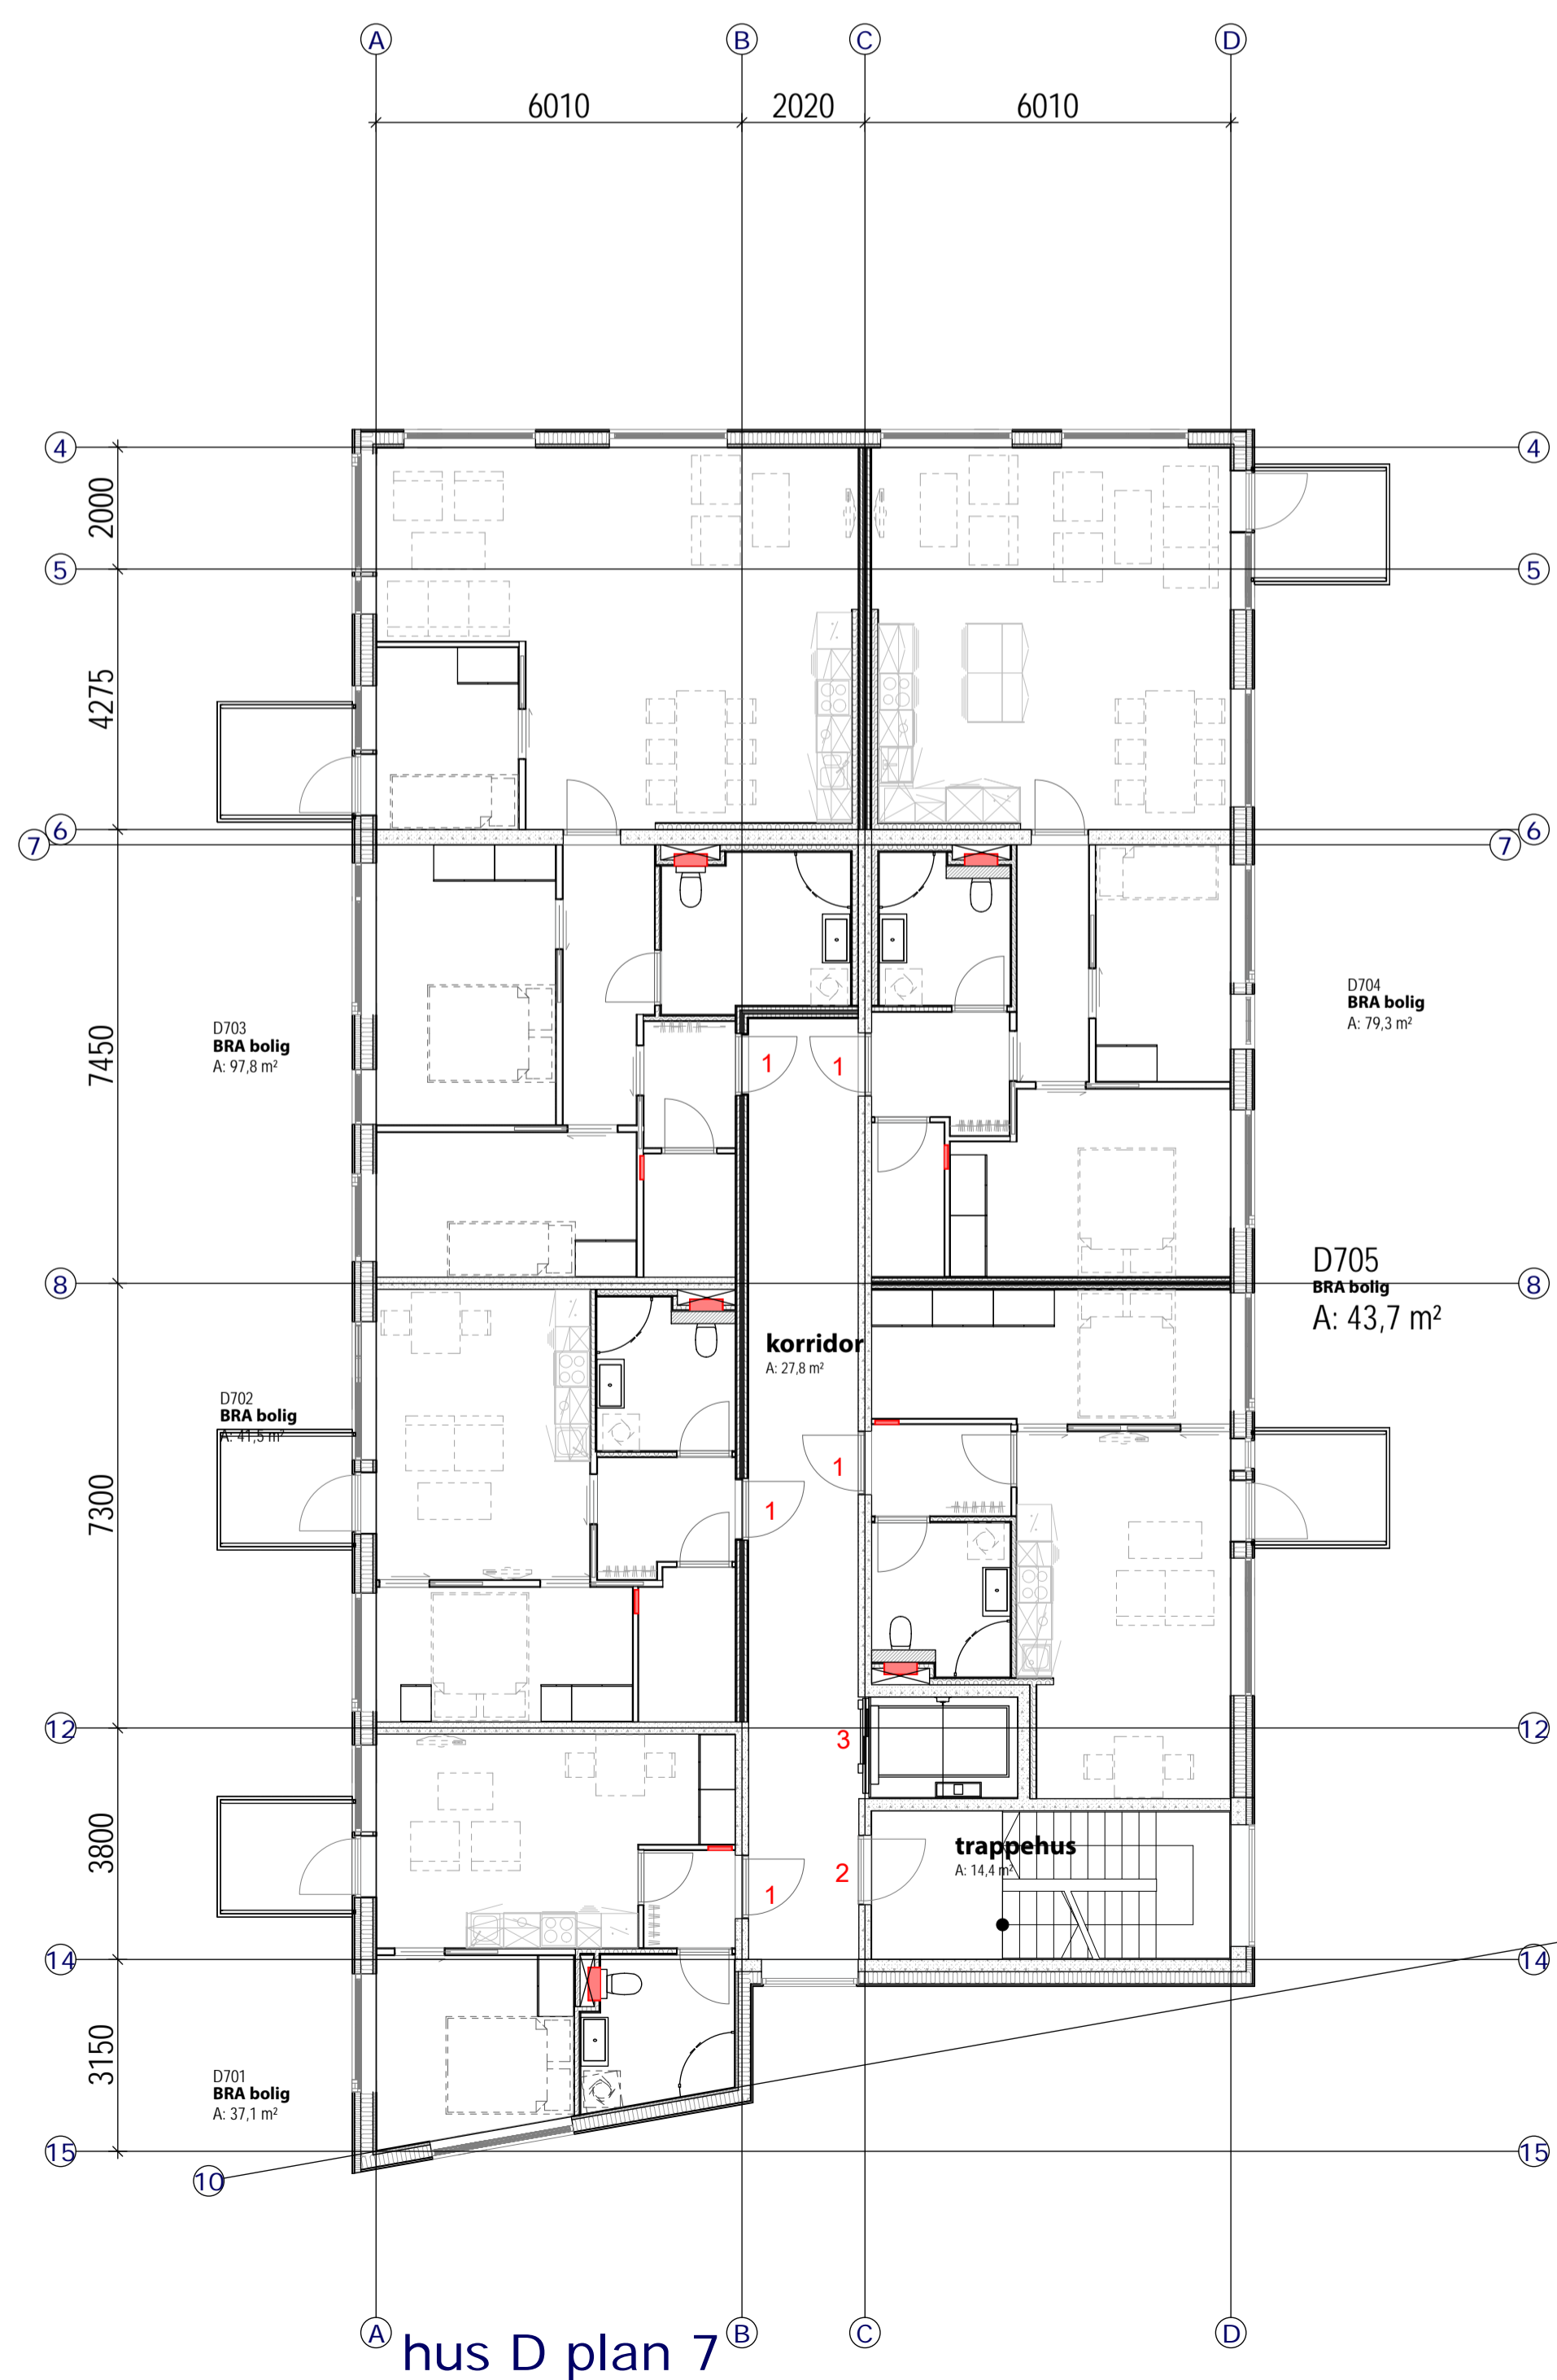 A B C D
6010 2020 6010
4 4
2000
5 5
4275
6 6
7 7
D703
BRA bolig
A: 97,8 m²
D704
BRA bolig
A: 79,3 m²
7450
1 1
8 8
D705
BRA bolig
A: 43,7 m²
korridor
A: 27,8 m²
D702
BRA bolig
A: 41,5 m²
7300
1
1
12 12
3
3800
trappehus
A: 14,4 m²
2
1
14 14
3150
D701
BRA bolig
A: 37,1 m²
15 15
10
A B C D
hus D plan 7